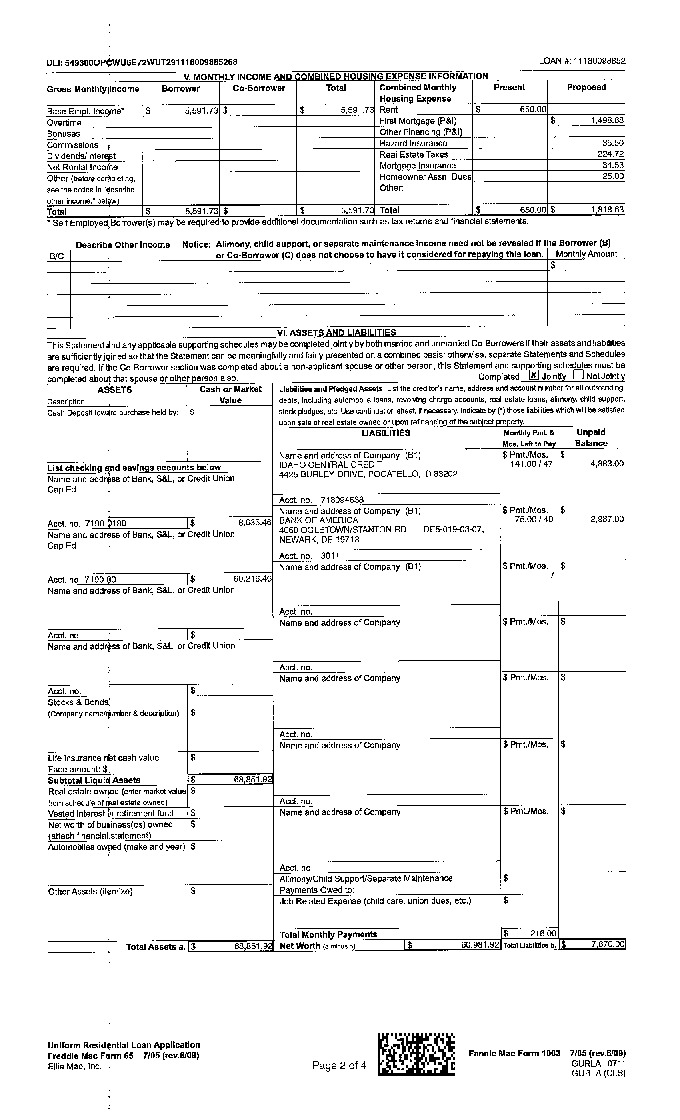 LOAN #: 11180098852
V. MONTHLY INCOME AND COMBINED HOUSING EXPENSE INFORMATION
Gross Monthly Income Borrower Co-Borrower Total Combined Monthly Housing Expense Present Proposed
Base Empl. Income* $ 5,591.73 $ $ 5,591.73 Rent $ 650.00
Overtime First Mortgage (P&I) $ 1,498.88
Bonuses Other Financing (P&I)
Commissions Hazard Insurance 35.50
Dividends/Interest Real Estate Taxes 224.72
Net Rental Income Mortgage Insurance 34.53
Other (before completing, Homeowner Assn. Dues 25.00
see the notice in "describe Other:
other income," below)
Total $ 5,591.73 $ $ 5,591.73 Total $ 650.00 $ 1,818.63
* Self Employed Borrower(s) may be required to provide additional documentation such as tax returns and financial statements.
Describe Other Income Notice: Alimony, child support, or separate maintenance income need not be revealed if the Borrower (B)
B/C or Co-Borrower (C) does not choose to have it considered for repaying this loan. Monthly Amount
$
VI. ASSETS AND LIABILITIES
This Statement and any applicable supporting schedules may be completed jointly by both married and unmarried Co-Borrowers if their assets and liabilities
are sufficiently joined so that the Statement can be meaningfully and fairly presented on a combined basis; otherwise, separate Statements and Schedules
are required. If the Co-Borrower section was completed about a non-applicant spouse or other person, this Statement and supporting schedules must be
completed about that spouse or other person also. Completed X Jointly Not Jointly
ASSETS Cash or Market Value
Description
Cash Deposit toward purchase held by: $
List checking and savings accounts below
Name and address of Bank, S&L, or Credit Union
Cap Ed
Acct. no. 7190 0180 $
Name and address of Bank, S&L, or Credit Union
Cap Ed
Acct. no. 7190 80 $ 60,216.46
Name and address of Bank, S&L, or Credit Union
Acct. no. $
Name and address of Bank, S&L, or Credit Union
Acct. no. $
Stocks & Bonds
(Company name/number & description) $
Life insurance net cash value $
Face amount: $
Subtotal Liquid Assets $ 68,851.92
Real estate owned (enter market value $
from schedule of real estate owned)
Vested interest in retirement fund $
Net worth of business(es) owned $
(attach financial statement)
Automobiles owned (make and year) $
Other Assets (itemize) $
Total Assets a. $ 68,851.92
Liabilities and Pledged Assets. List the creditor's name, address and account number for all outstanding
debts, including automobile loans, revolving charge accounts, real estate loans, alimony, child support,
stock pledges, etc. Use continuation sheet, if necessary. Indicate by (*) those liabilities which will be satisfied
upon sale of real estate owned or upon refinancing of the subject property.
LIABILITIES Monthly Pmt. & Mos. Left to Pay Unpaid Balance
Name and address of Company (B1) $ Pmt./Mos. $
IDAHO CENTRAL CREDIT 141.00 / 47 4,683.00
4425 BURLEY DRIVE, POCATELLO, ID 83202
Acct. no. 718094638
Name and address of Company (B1) $ Pmt./Mos. $
BANK OF AMERICA 75.00 / 40 2,987.00
4060 OGLETOWN/STANTON RD DE5-019-03-07,
NEWARK, DE 19713
Acct. no. 3011
Name and address of Company (B1) $ Pmt./Mos. $
/
Acct. no.
Name and address of Company $ Pmt./Mos. $
Acct. no.
Name and address of Company $ Pmt./Mos. $
Acct. no.
Name and address of Company $ Pmt./Mos. $
Acct. no.
Name and address of Company $ Pmt./Mos. $
Acct. no.
Alimony/Child Support/Separate Maintenance $
Payments Owed to:
Job Related Expense (child care, union dues, etc.) $
Total Monthly Payments $ 216.00
Net Worth (a minus b) $ 60,981.92 Total Liabilities b. $ 7,670.00
Uniform Residential Loan Application
Freddie Mac Form 65 7/05 (rev.6/09)
Ellie Mae, Inc.
Page 2 of 4
Fannie Mae Form 1003 7/05 (rev.6/09)
GURLA 0711
GURLA (CLS)